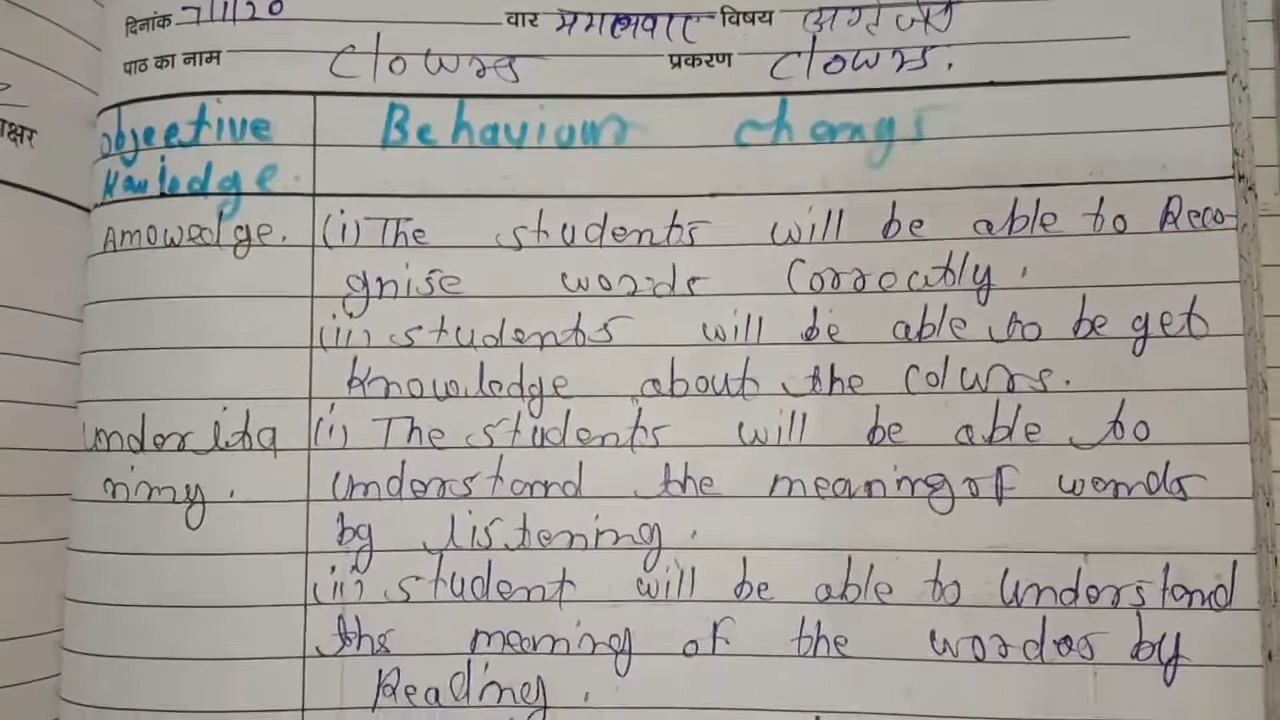 दिनांक 7/1/20 वार मंगलवार विषय अंग्रेजी
पाठ का नाम Clowns प्रकरण Clowns.
क्षर
Objective Behaviour change
Knowledge.
(i) The students will be able to Reco-
gnise words Correctly.
(ii) students will be able to be get
Knowledge about the colurs.
understa (i) The students will be able to
ning. understand the meaning of words
by listening.
(ii) student will be able to understand
the meaning of the words by
Reading.